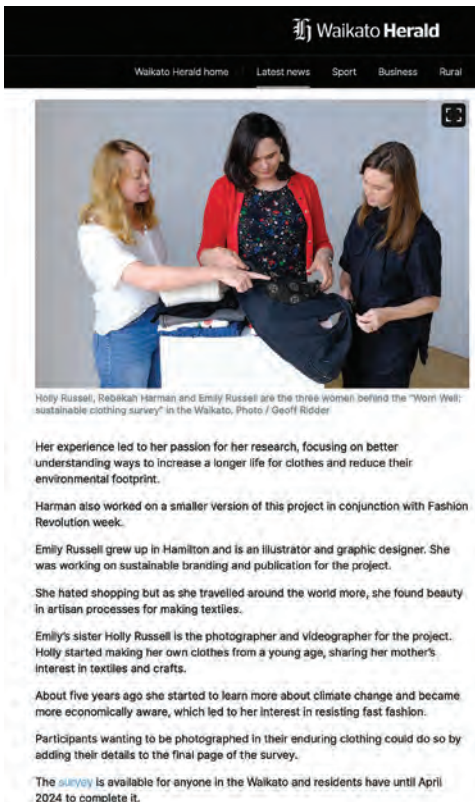 Waikato Herald
Waikato Herald home Latest news Sport Business Rural
Holly Russell, Rebekah Harman and Emily Russell are the three women behind the "Worn Well:
sustainable clothing survey" in the Waikato. Photo / Geoff Ridder
Her experience led to her passion for her research, focusing on better
understanding ways to increase a longer life for clothes and reduce their
environmental footprint.
Harman also worked on a smaller version of this project in conjunction with Fashion
Revolution week.
Emily Russell grew up in Hamilton and is an illustrator and graphic designer. She
was working on sustainable branding and publication for the project.
She hated shopping but as she travelled around the world more, she found beauty
in artisan processes for making textiles.
Emily's sister Holly Russell is the photographer and videographer for the project.
Holly started making her own clothes from a young age, sharing her mother's
interest in textiles and crafts.
About five years ago she started to learn more about climate change and became
more economically aware, which led to her interest in resisting fast fashion.
Participants wanting to be photographed in their enduring clothing could do so by
adding their details to the final page of the survey.
The survey is available for anyone in the Waikato and residents have until April
2024 to complete it.